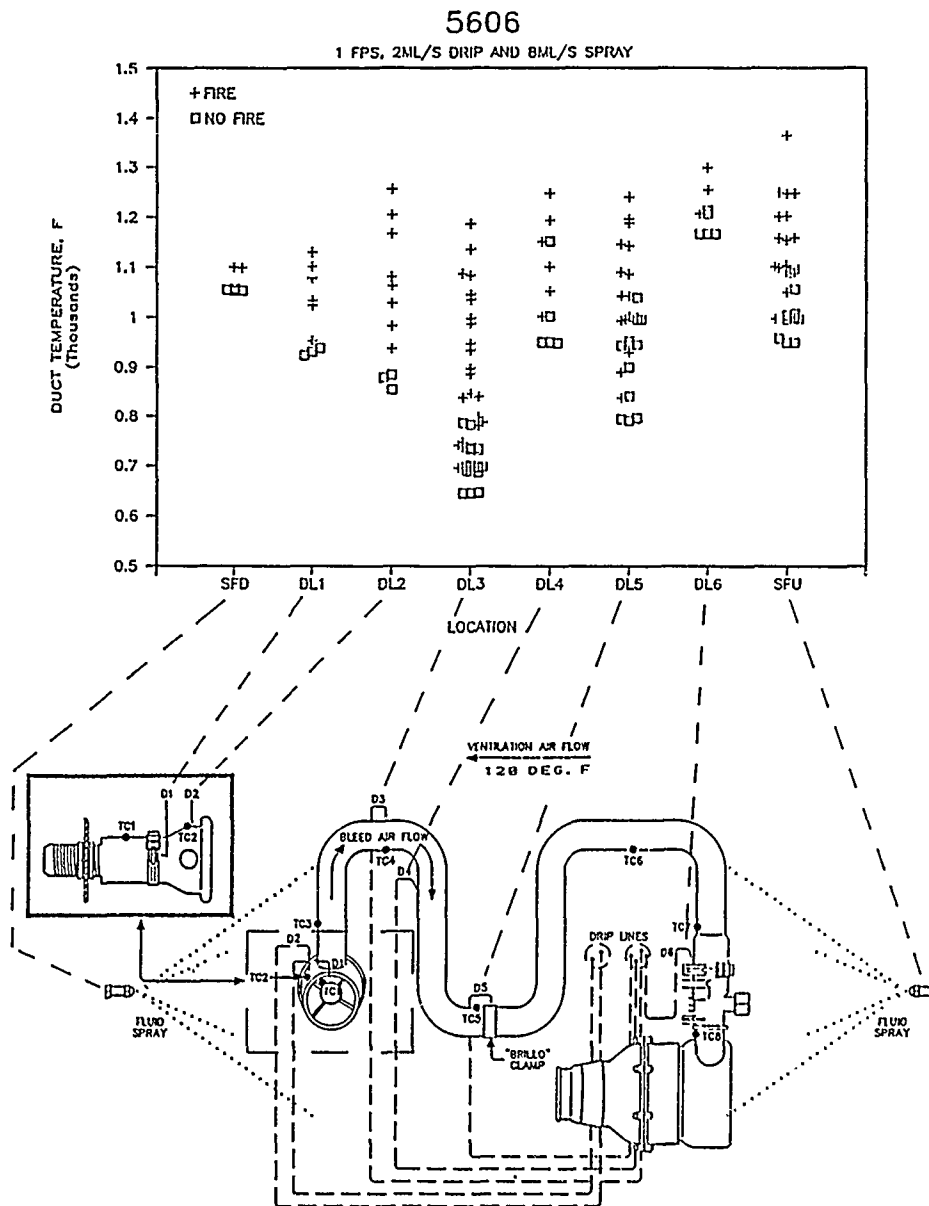 5606
1 FPS, 2ML/S DRIP AND 8ML/S SPRAY
+ FIRE
□ NO FIRE
DUCT TEMPERATURE, F
(Thousands)
1.5
1.4
1.3
1.2
1.1
1
0.9
0.8
0.7
0.6
0.5
SFD DL1 DL2 DL3 DL4 DL5 DL6 SFU
LOCATION
VENTILATION AIR FLOW
120 DEG. F
D1 D2
TC1
TC2
D3
BLEED AIR FLOW
TC4
D4
TC6
TC3
TC7
D2
D1
TC2
DRIP LINES
D6
D5
TC5
TC8
FLUID
SPRAY
"BRILLO"
CLAMP
FLUID
SPRAY